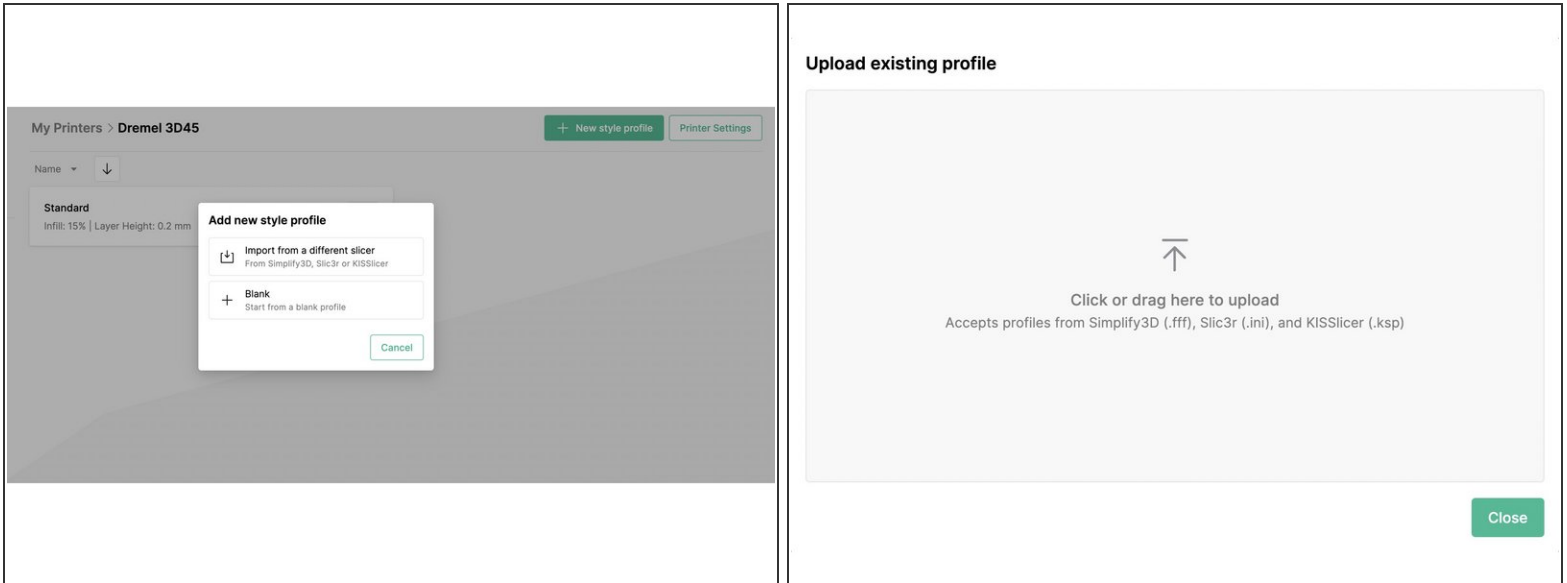 My Printers > Dremel 3D45
+ New style profile
Printer Settings
Name
Standard
Infill: 15% | Layer Height: 0.2 mm
Add new style profile
Import from a different slicer
From Simplify3D, Slic3r or KISSlicer
Blank
Start from a blank profile
Cancel
Upload existing profile
Click or drag here to upload
Accepts profiles from Simplify3D (.fff), Slic3r (.ini), and KISSlicer (.ksp)
Close